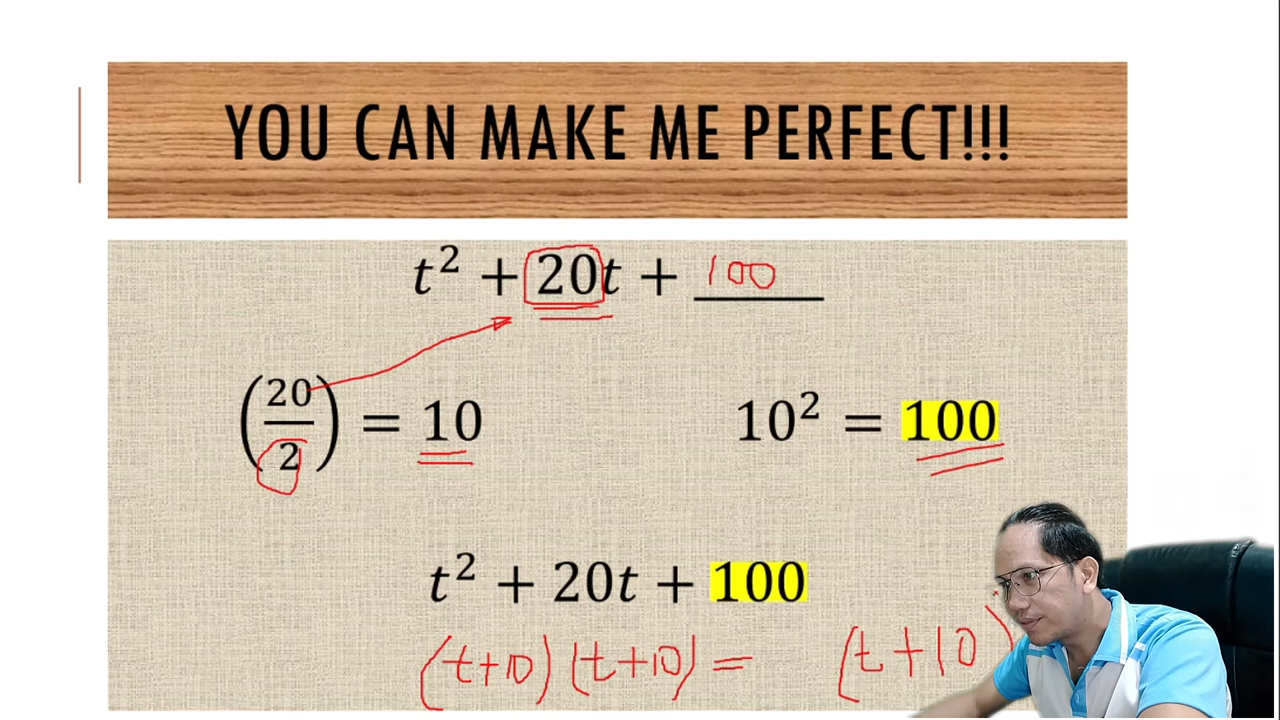 YOU CAN MAKE ME PERFECT!!!
t² + 20t + 100
(20/2) = 10
10² = 100
t² + 20t + 100
(t+10)(t+10) = (t+10)